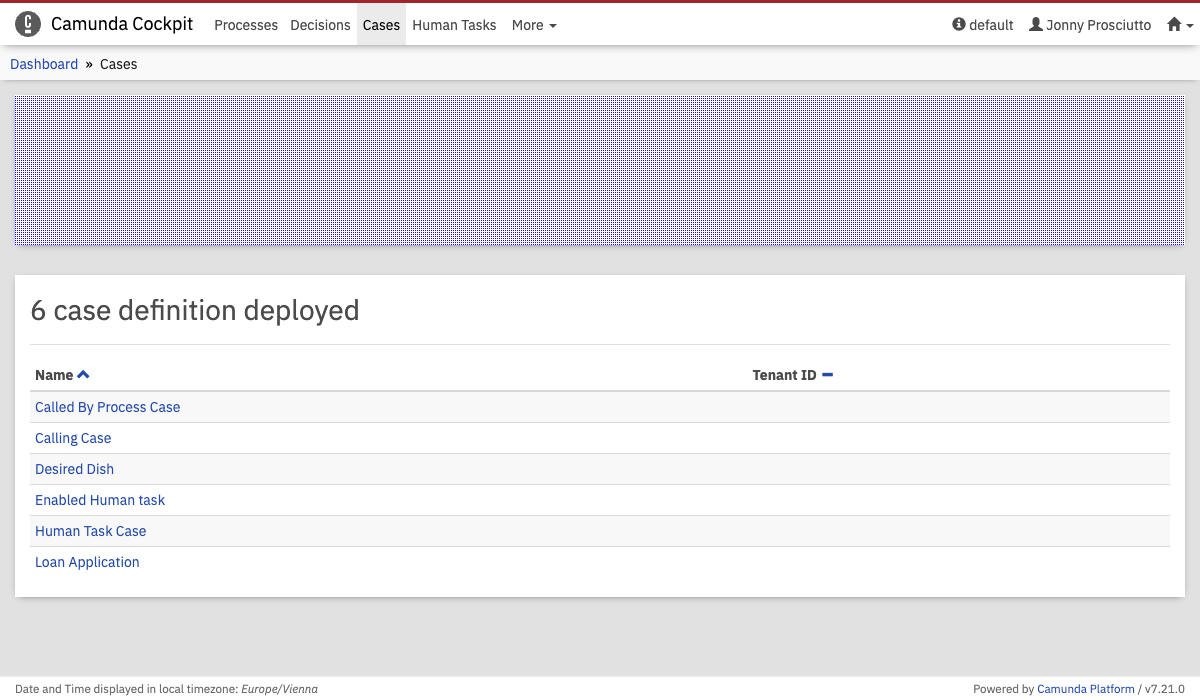 Camunda Cockpit Processes Decisions Cases Human Tasks More default Jonny Prosciutto
Dashboard » Cases
6 case definition deployed
Name Tenant ID
Called By Process Case
Calling Case
Desired Dish
Enabled Human task
Human Task Case
Loan Application
Date and Time displayed in local timezone: Europe/Vienna Powered by Camunda Platform / v7.21.0